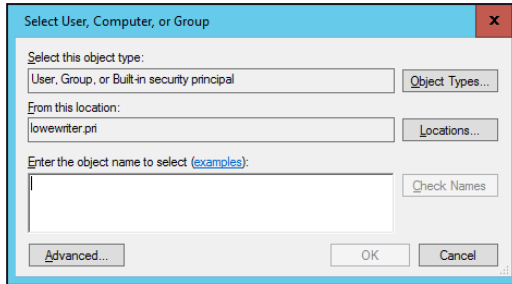 Select User, Computer, or Group
x
Select this object type:
User, Group, or Built-in security principal
Object Types...
From this location:
lowewriter.pri
Locations...
Enter the object name to select (examples):
Check Names
Advanced...
OK
Cancel